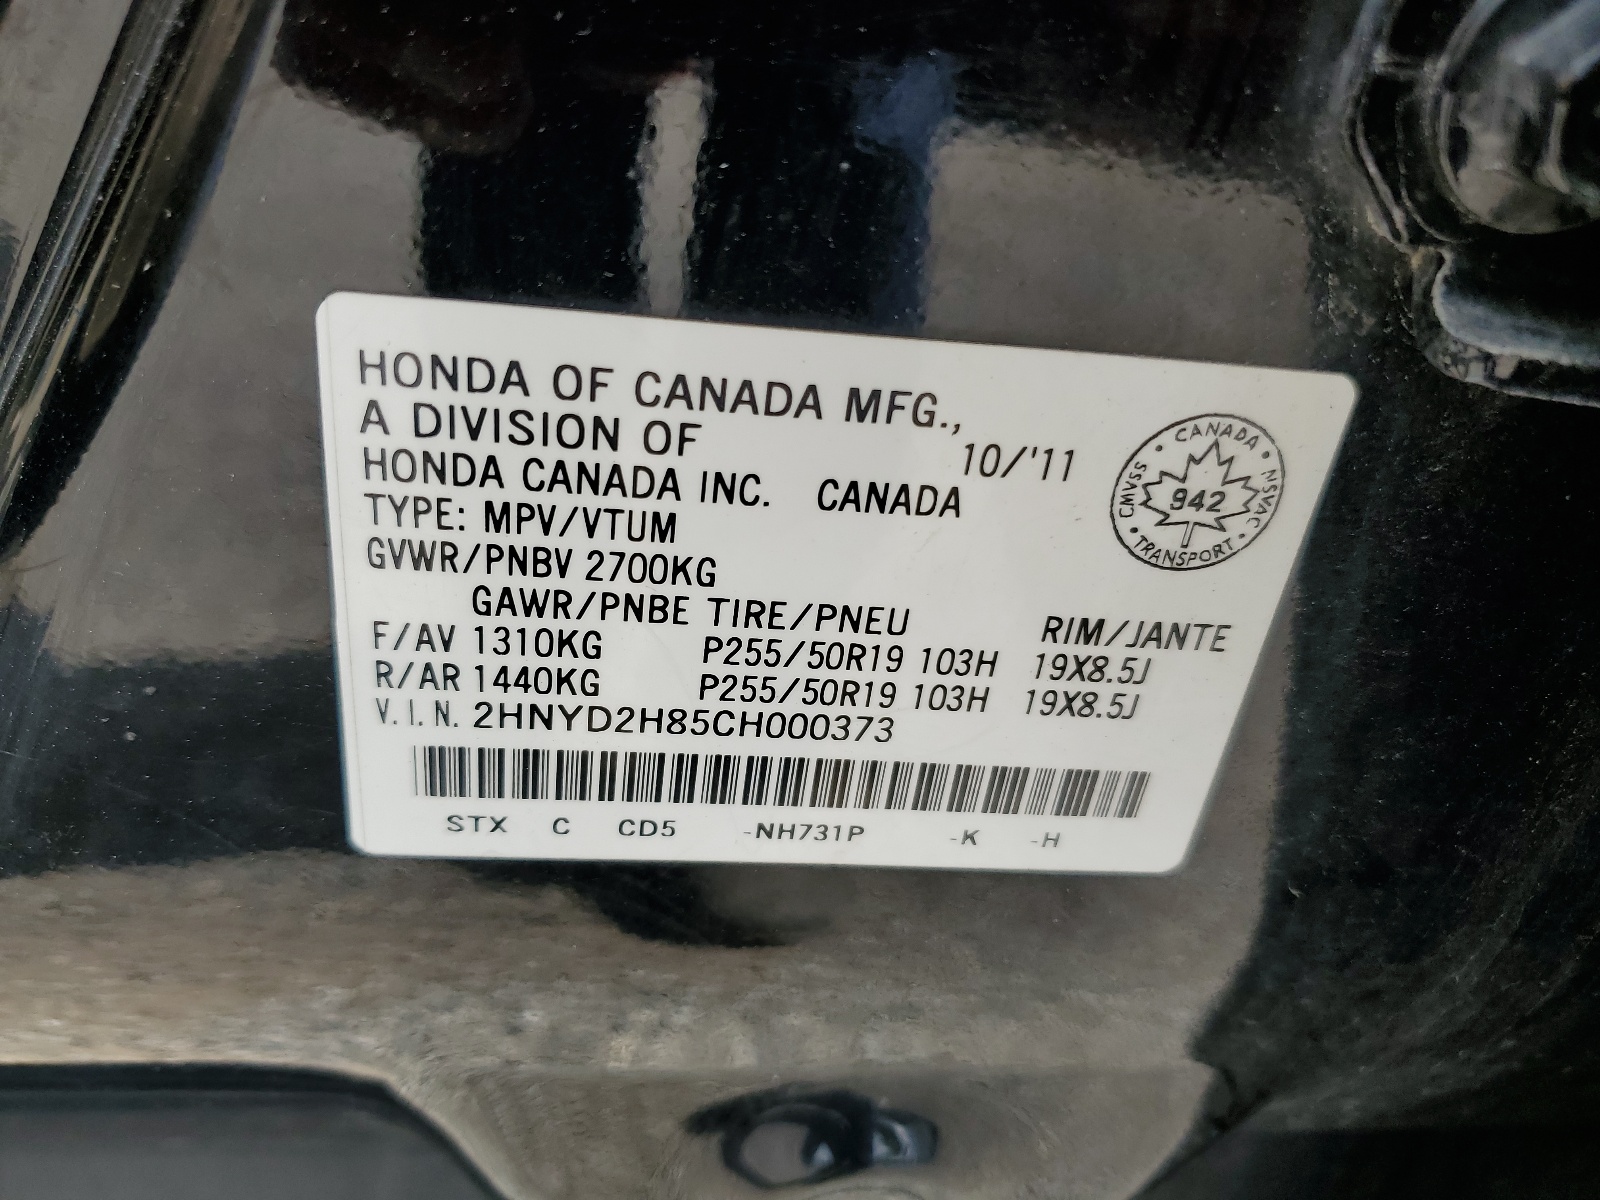 HONDA OF CANADA MFG.,
A DIVISION OF
10/'11
HONDA CANADA INC. CANADA
TYPE: MPV/VTUM
GVWR/PNBV 2700KG
GAWR/PNBE TIRE/PNEU RIM/JANTE
F/AV 1310KG P255/50R19 103H 19X8.5J
R/AR 1440KG P255/50R19 103H 19X8.5J
V.I.N. 2HNYD2H85CH000373
STX C CD5 -NH731P -K -H
• CANADA •
CMVSS
942
NSVAC
• TRANSPORT •